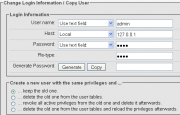 Change Login Information / Copy User
Login Information
User name: Use text field admin
Host: Local 127.0.0.1
Password: Use text field ••••
Re-type: ••••
Generate Password: Generate Copy
Create a new user with the same privileges and ...
... keep the old one.
... delete the old one from the user tables.
... revoke all active privileges from the old one and delete it afterwards.
... delete the old one from the user tables and reload the privileges afterwards.